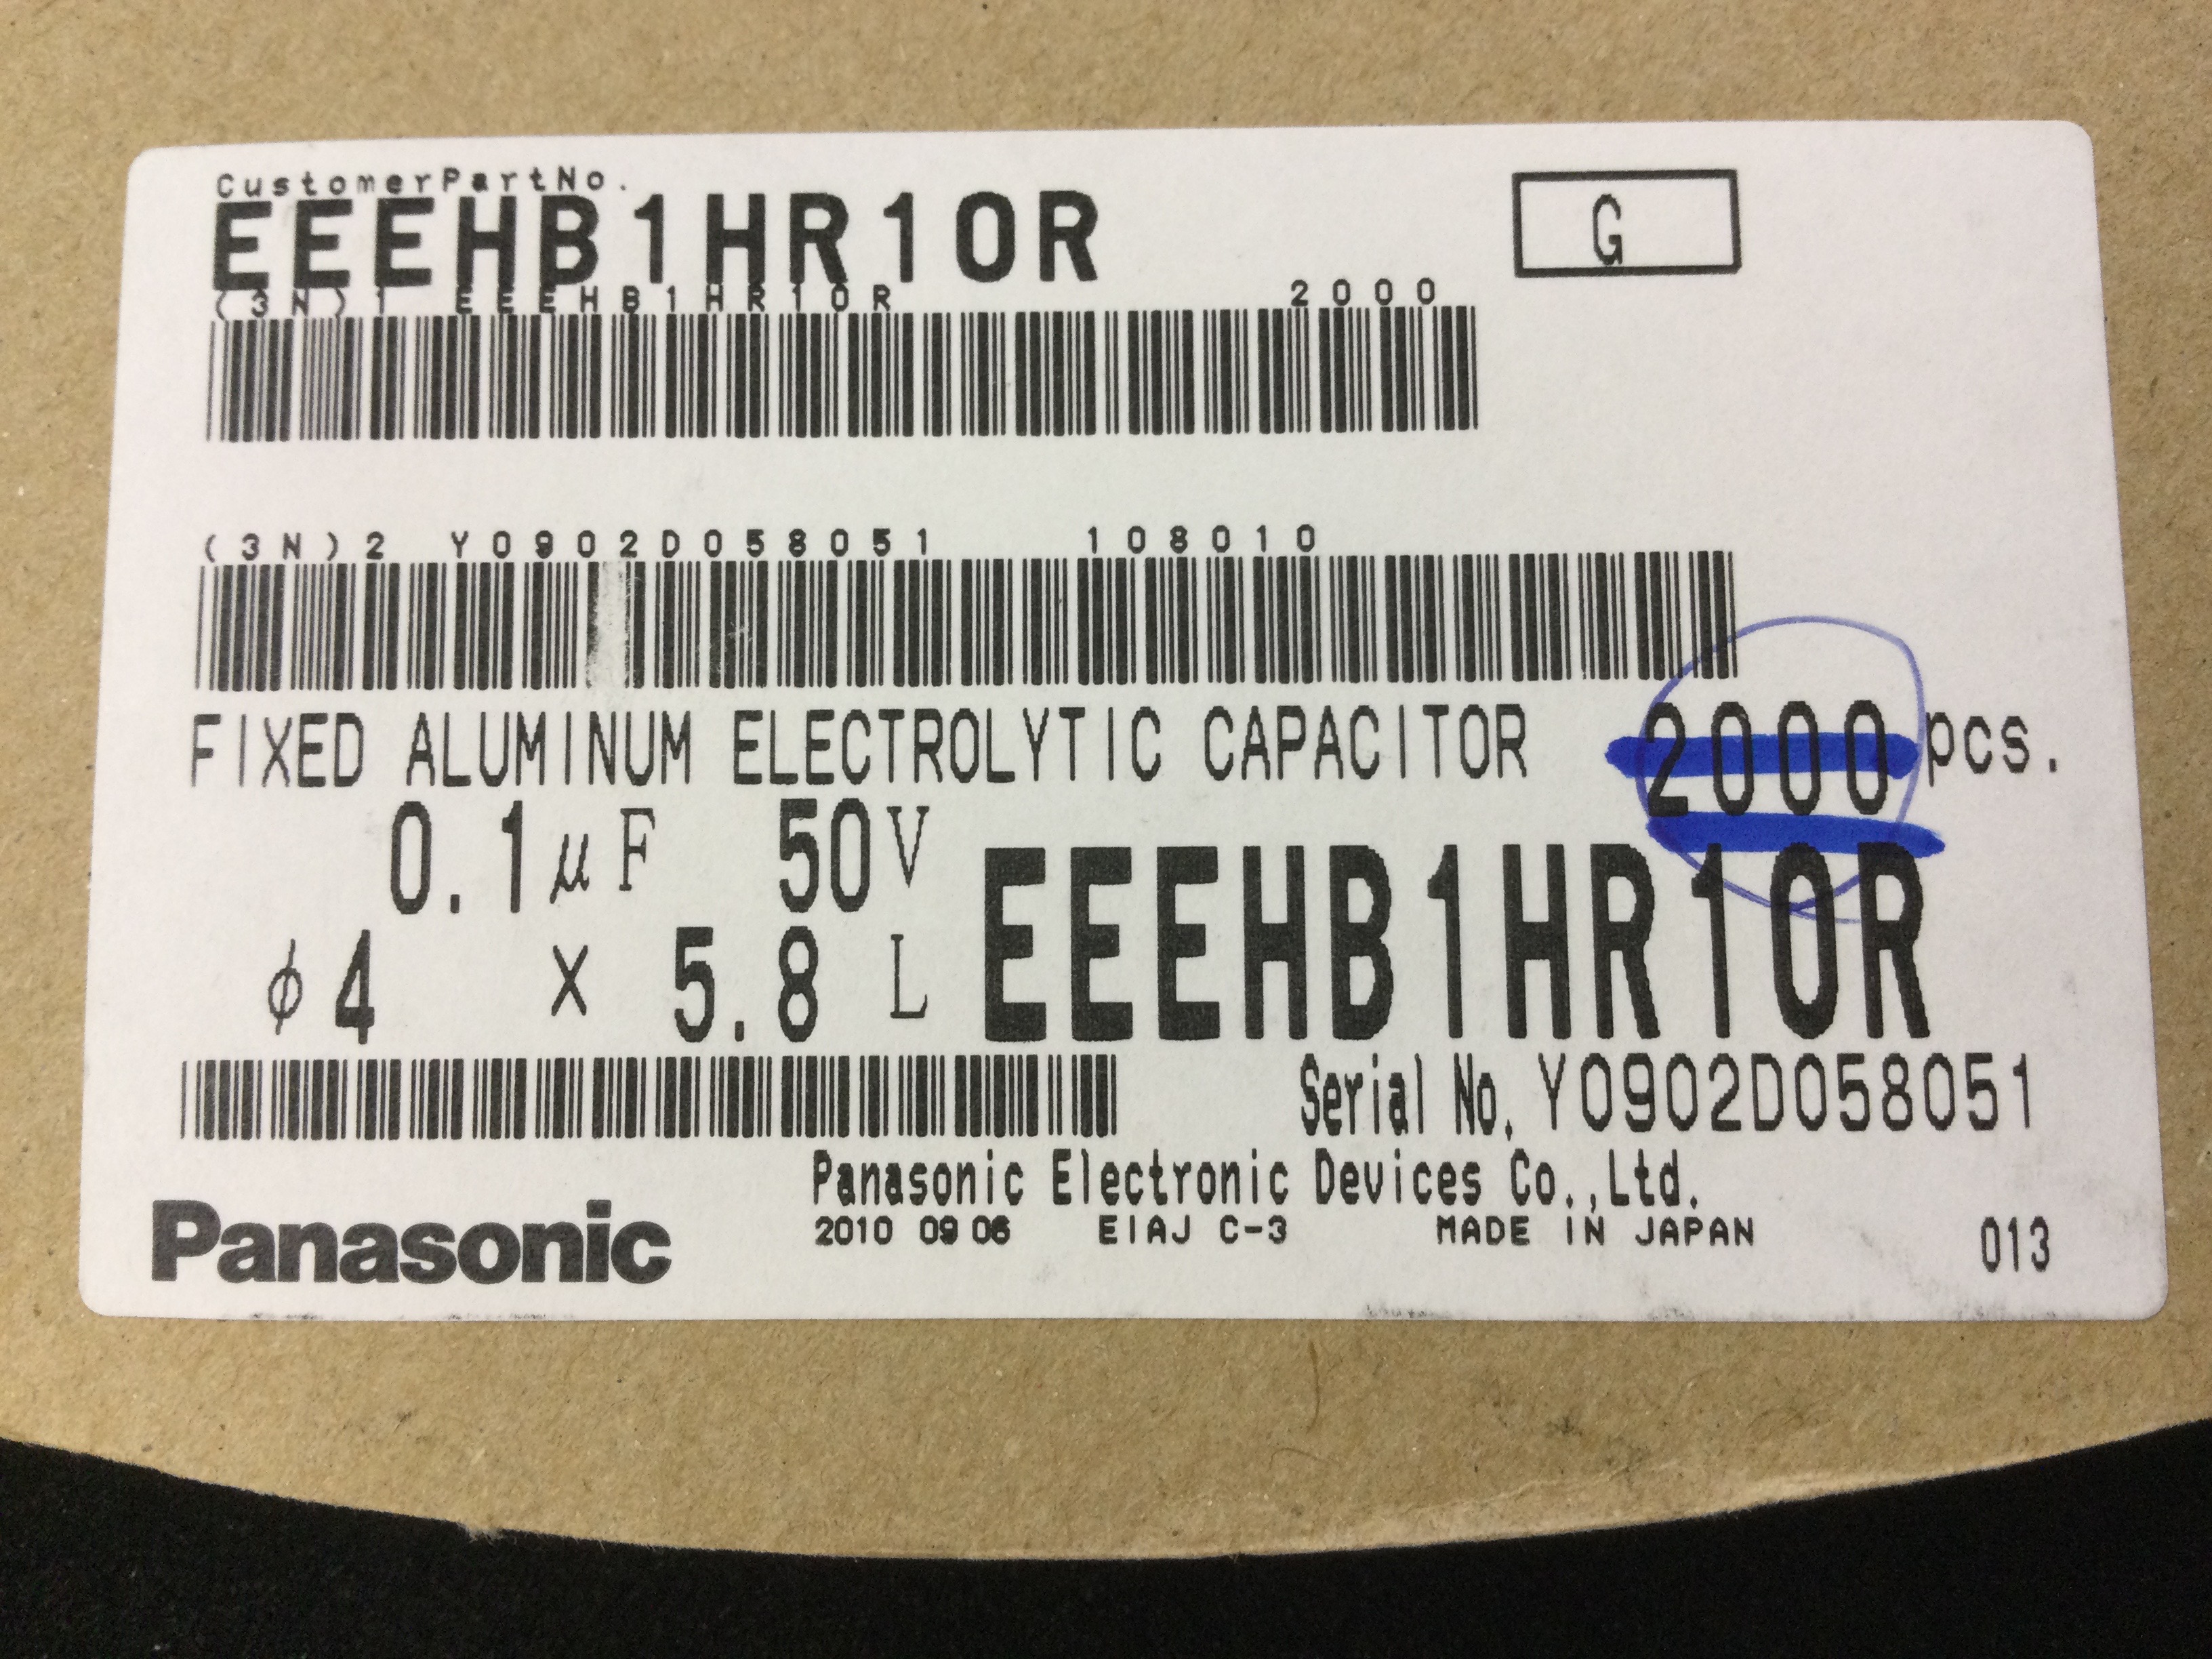 CustomerPartNo.
EEEHB1HR10R
G
(3N)1 EEEHB1HR10R 2000
(3N)2 Y0902D058051 108010
FIXED ALUMINUM ELECTROLYTIC CAPACITOR 2000 pcs.
0.1μF 50V
EEEHB1HR10R
φ4 × 5.8 L
Serial No. Y0902D058051
Panasonic Electronic Devices Co.,Ltd.
Panasonic
2010 09 06 EIAJ C-3 MADE IN JAPAN
013